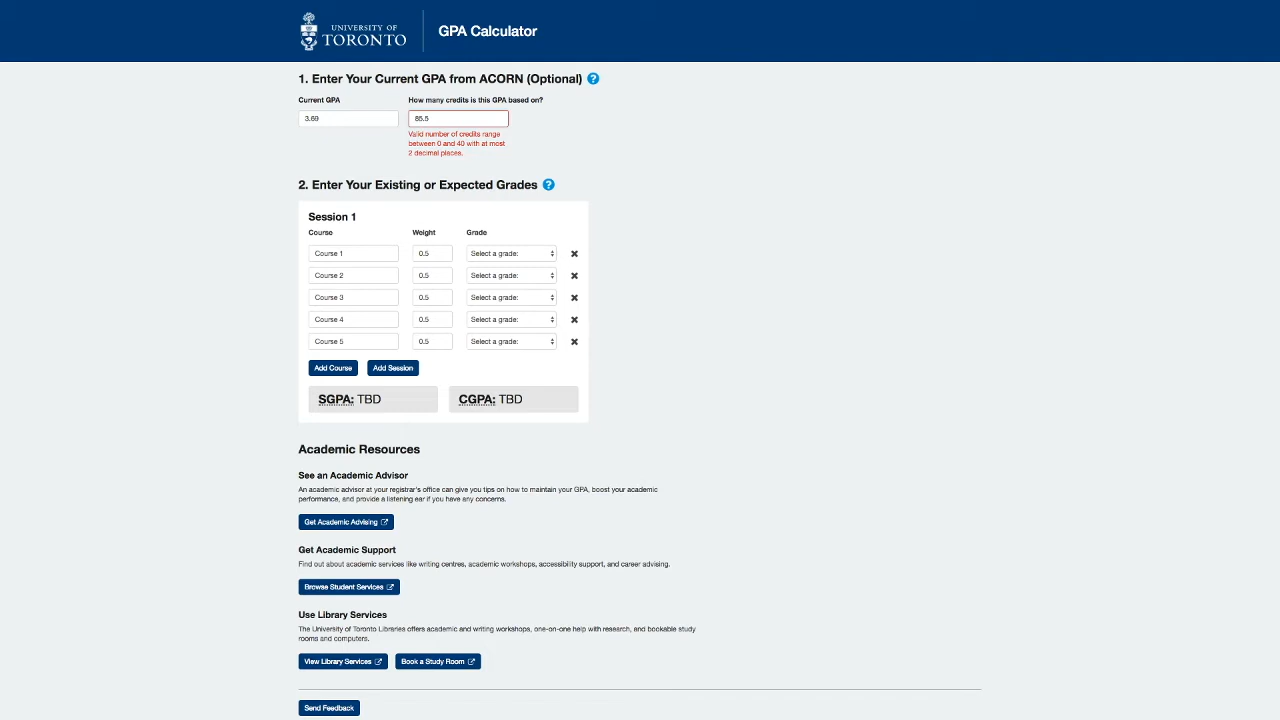 UNIVERSITY OF
TORONTO
GPA Calculator
1. Enter Your Current GPA from ACORN (Optional) ?
Current GPA How many credits is this GPA based on?
3.69 85.5
Valid number of credits range
between 0 and 40 with at most
2 decimal places.
2. Enter Your Existing or Expected Grades ?
Session 1
Course Weight Grade
Course 1 0.5 Select a grade:
Course 2 0.5 Select a grade:
Course 3 0.5 Select a grade:
Course 4 0.5 Select a grade:
Course 5 0.5 Select a grade:
Add Course Add Session
SGPA: TBD CGPA: TBD
Academic Resources
See an Academic Advisor
An academic advisor at your registrar's office can give you tips on how to maintain your GPA, boost your academic
performance, and provide a listening ear if you have any concerns.
Get Academic Advising
Get Academic Support
Find out about academic services like writing centres, academic workshops, accessibility support, and career advising.
Browse Student Services
Use Library Services
The University of Toronto Libraries offers academic and writing workshops, one-on-one help with research, and bookable study
rooms and computers.
View Library Services Book a Study Room
Send Feedback